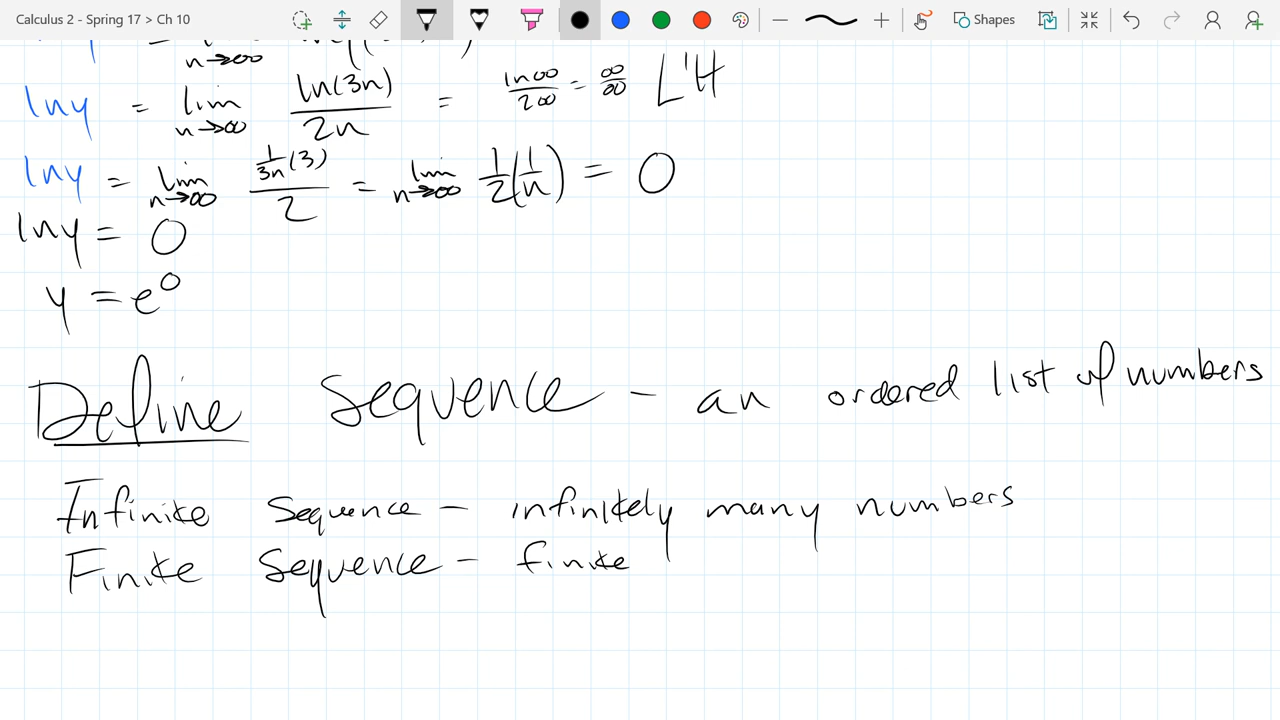 Calculus 2 - Spring 17 > Ch 10 Shapes
n→∞
ln y = lim n→∞ ln(3n)/2n = ln∞/2∞ = ∞/∞ L'H
ln y = lim n→∞ (1/3n (3))/2 = lim n→∞ 1/2(1/n) = 0
ln y = 0
y = e^0
Define Sequence - an ordered list of numbers
Infinite Sequence - infinitely many numbers
Finite Sequence - finite